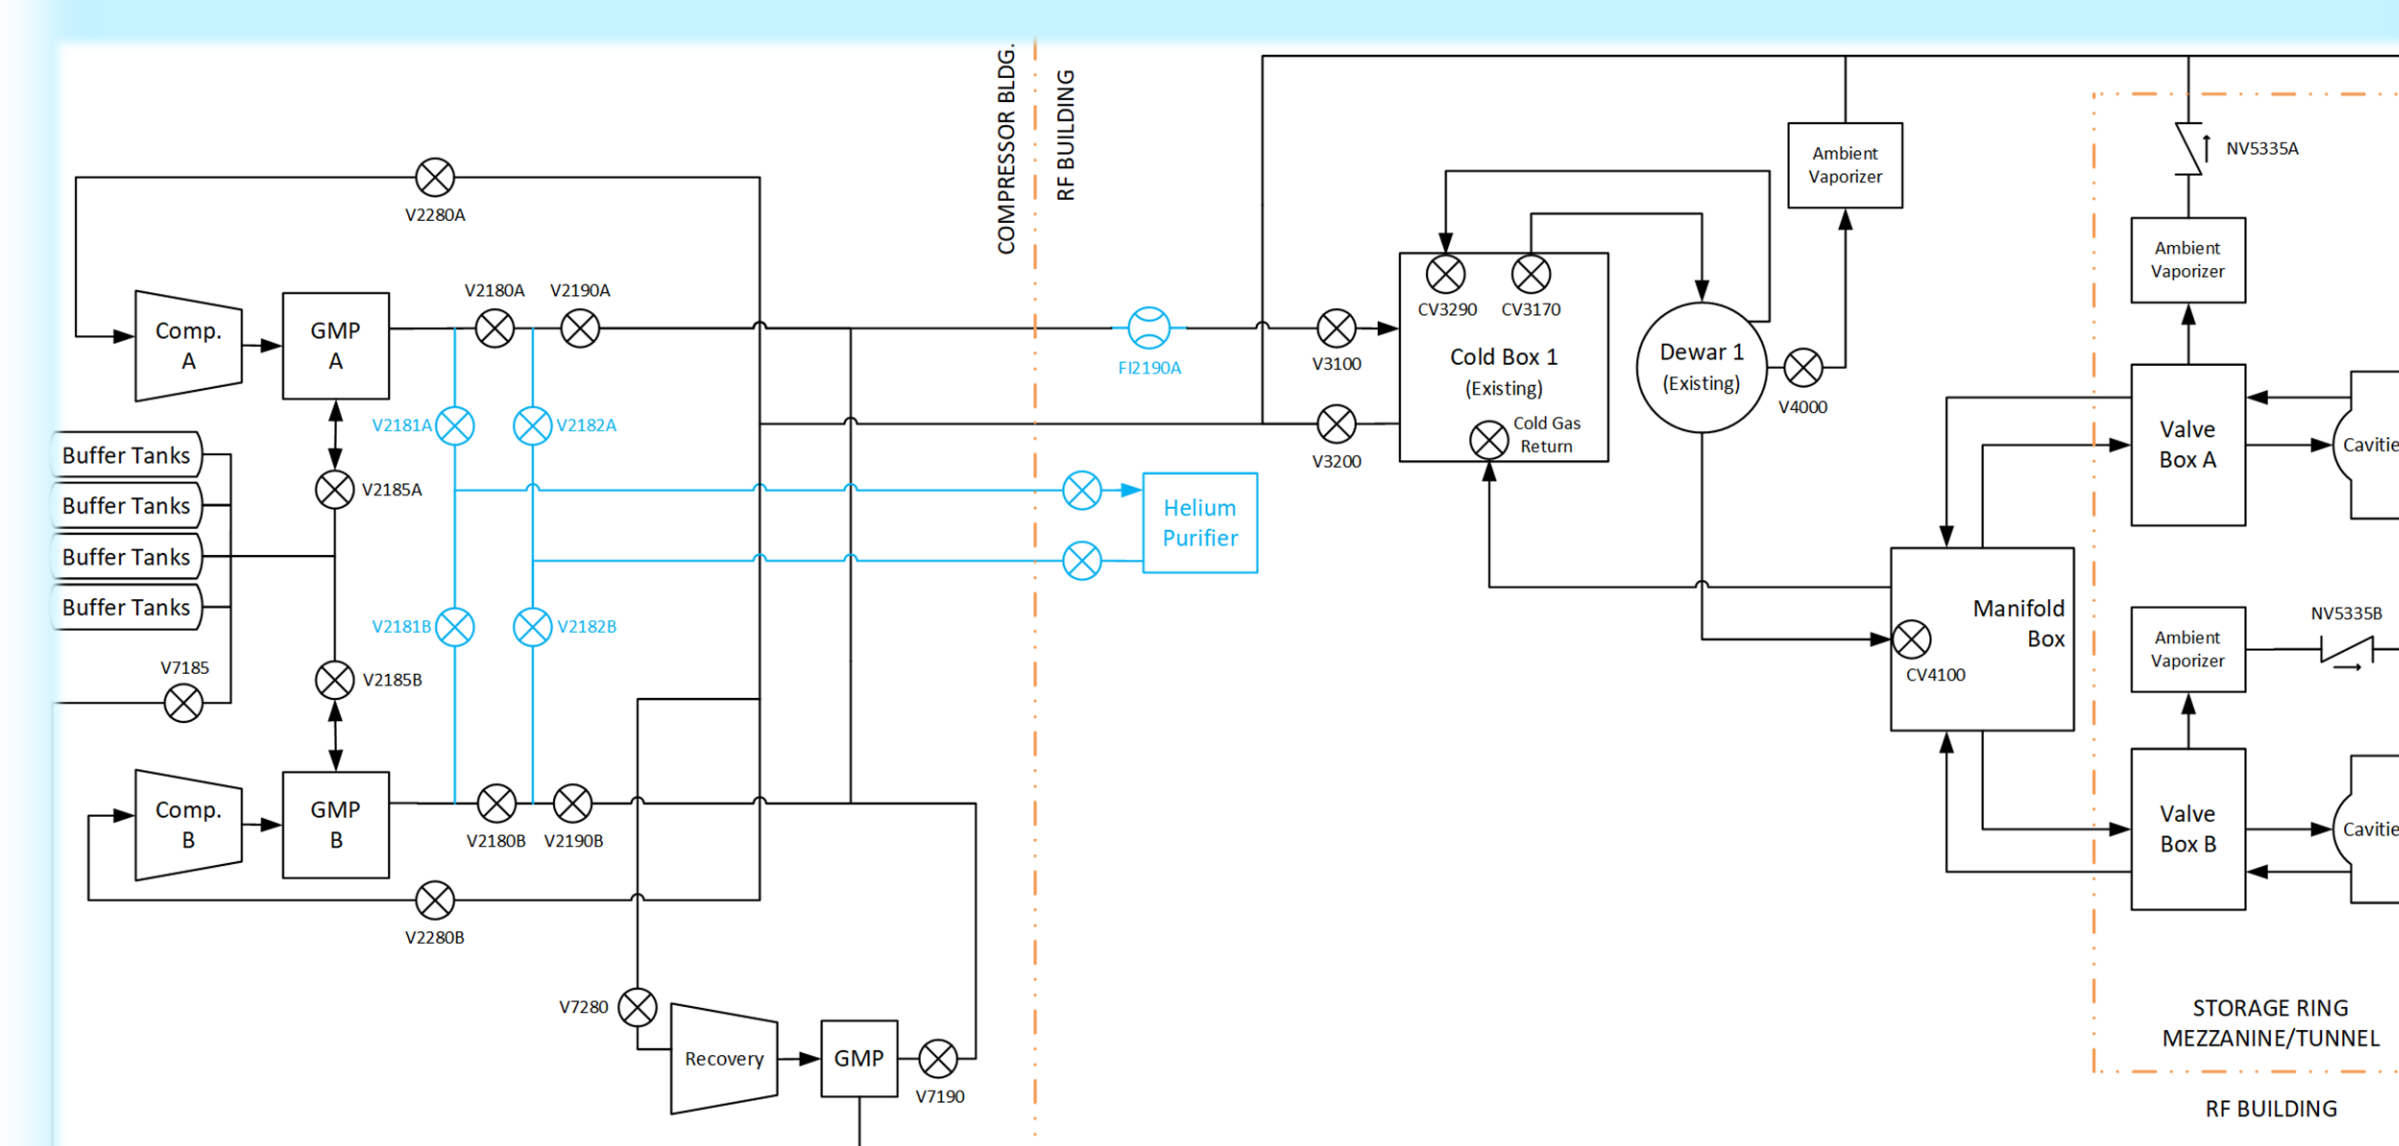 COMPRESSOR BLDG.
RF BUILDING
V2280A
Comp.
A
GMP
A
V2180A
V2190A
V2181A
V2182A
Buffer Tanks
Buffer Tanks
Buffer Tanks
Buffer Tanks
V2185A
V2181B
V2182B
V7185
V2185B
Comp.
B
GMP
B
V2180B
V2190B
V2280B
V7280
Recovery
GMP
V7190
FI2190A
V3100
V3200
Helium
Purifier
CV3290
CV3170
Cold Box 1
(Existing)
Cold Gas
Return
Dewar 1
(Existing)
V4000
Ambient
Vaporizer
NV5335A
Ambient
Vaporizer
Valve
Box A
Cavitie
Manifold
Box
CV4100
Ambient
Vaporizer
NV5335B
Valve
Box B
Cavitie
STORAGE RING
MEZZANINE/TUNNEL
RF BUILDING